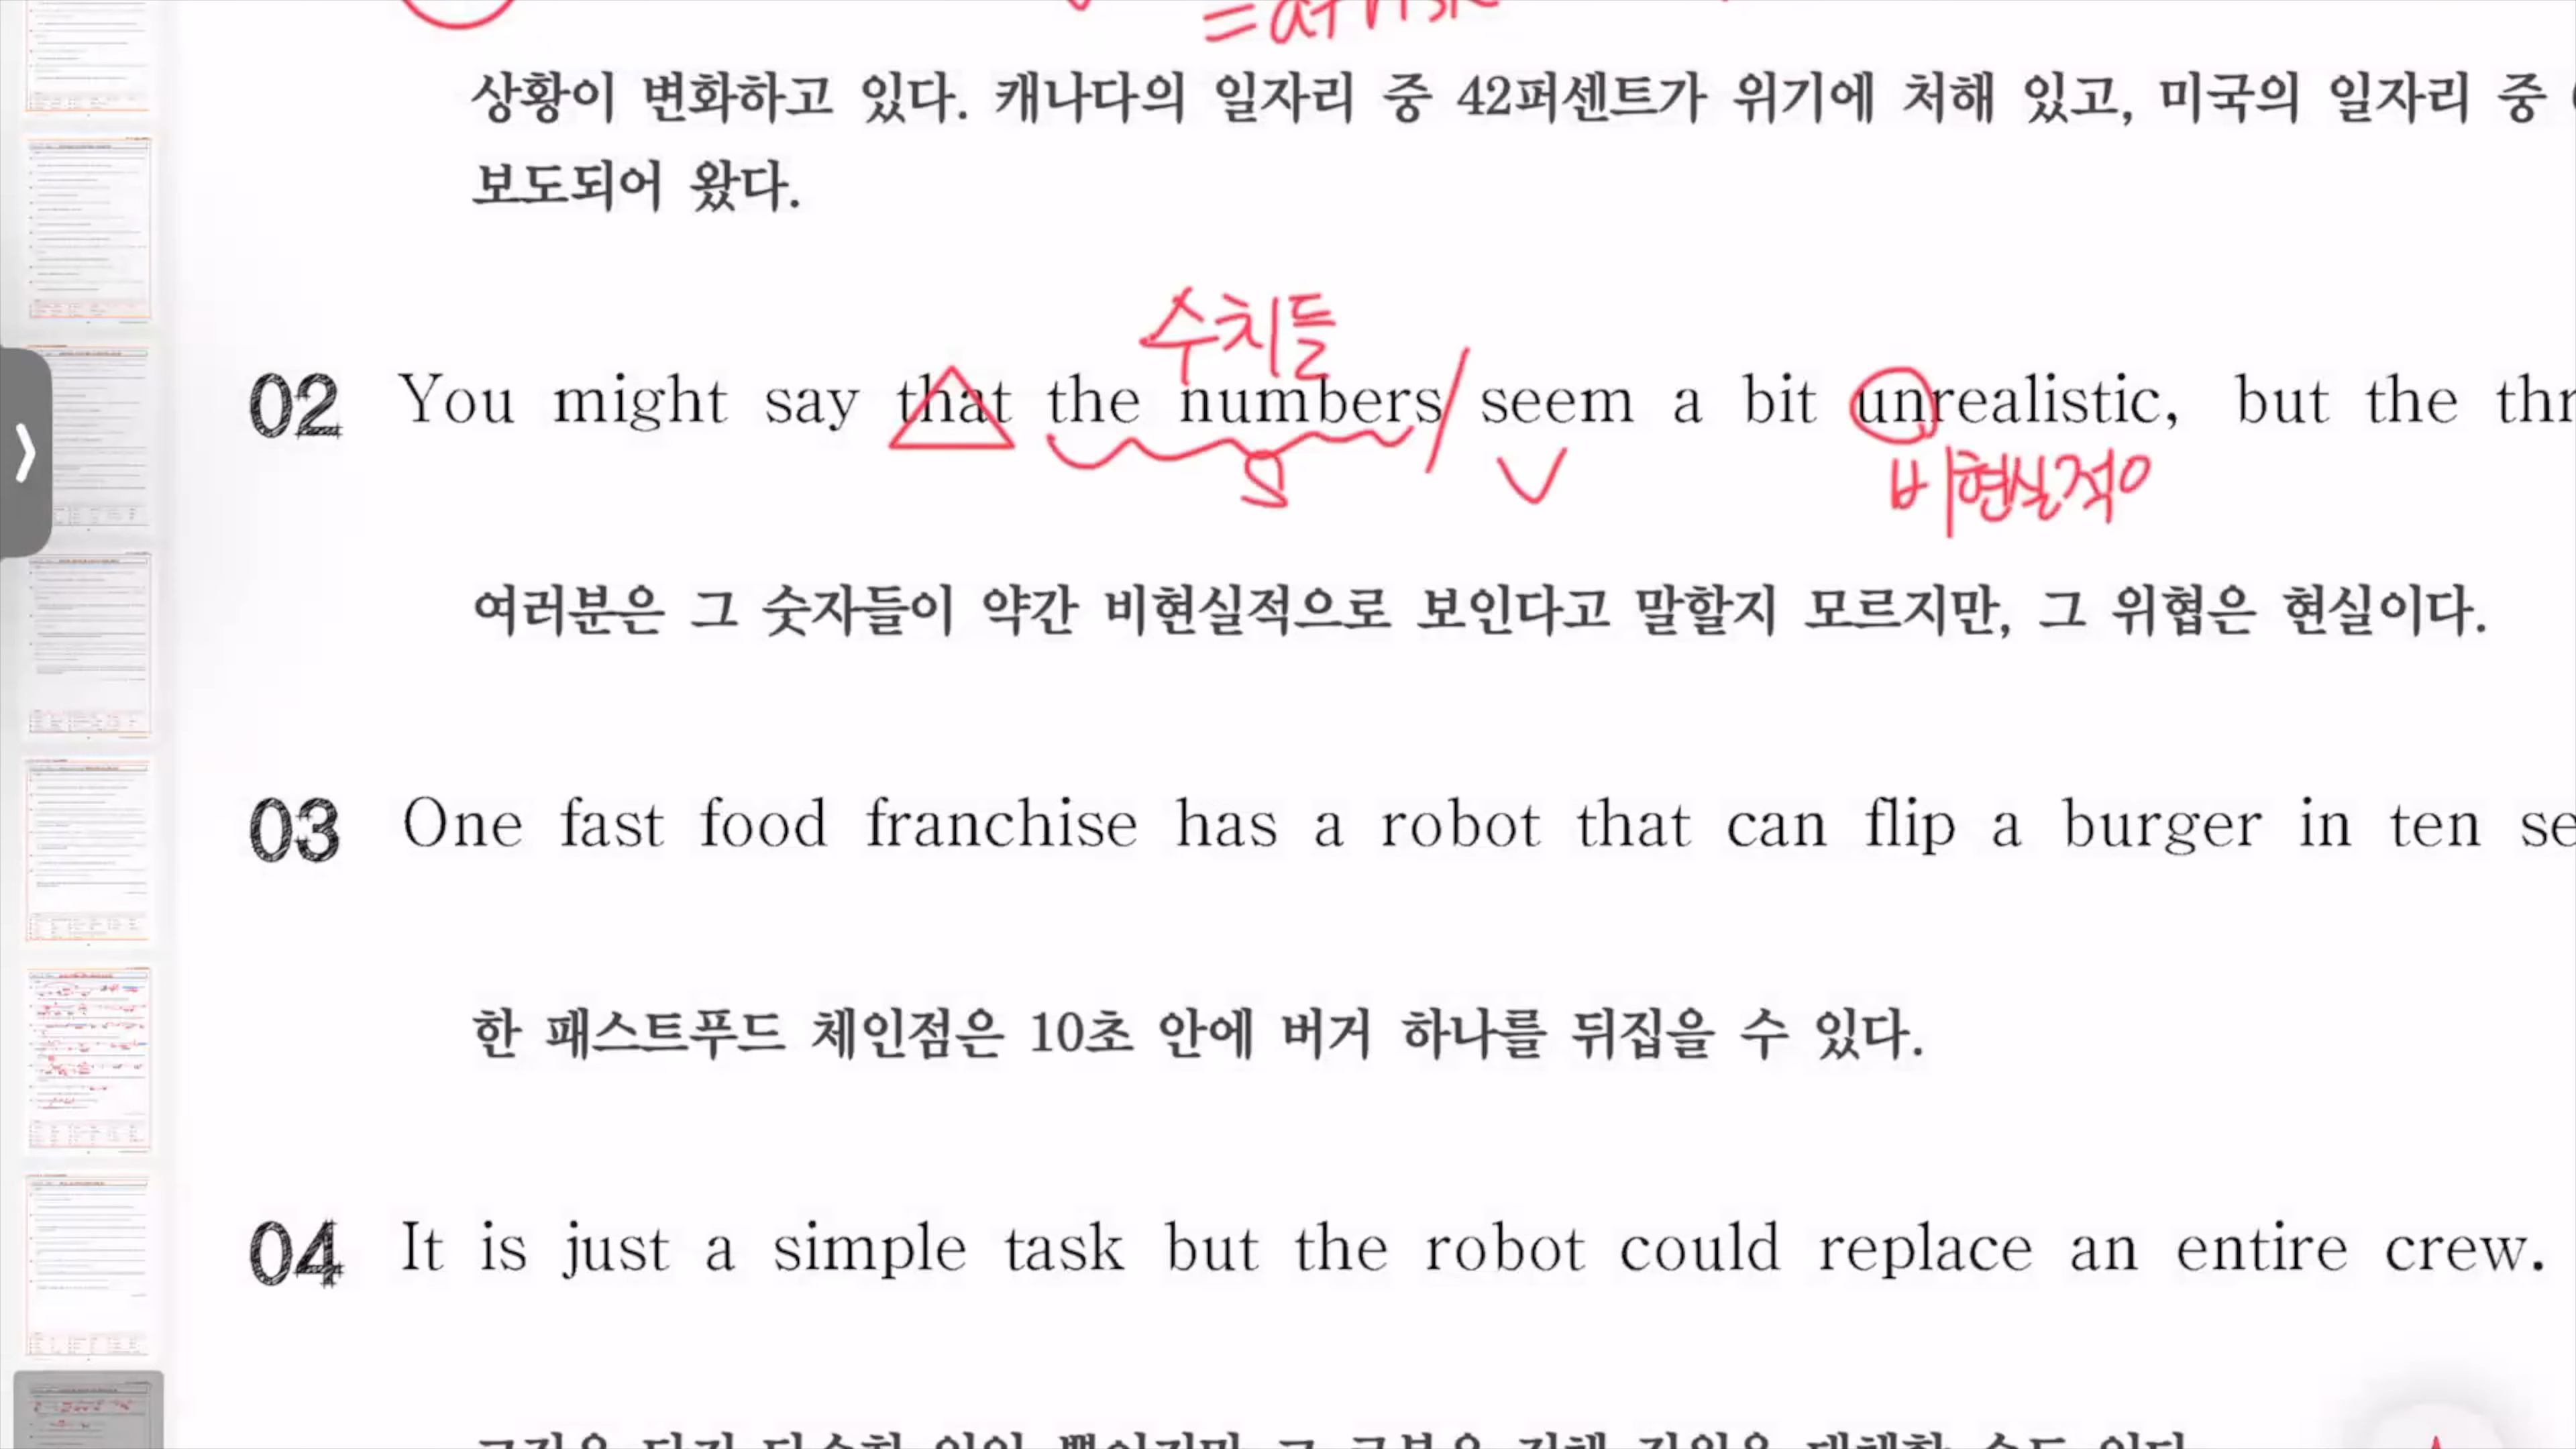 상황이 변화하고 있다. 캐나다의 일자리 중 42퍼센트가 위기에 처해 있고, 미국의 일자리 중
보도되어 왔다.
수치들
02 You might say that the numbers / seem a bit unrealistic, but the thr
S V 비현실적
여러분은 그 숫자들이 약간 비현실적으로 보인다고 말할지 모르지만, 그 위협은 현실이다.
03 One fast food franchise has a robot that can flip a burger in ten se
한 패스트푸드 체인점은 10초 안에 버거 하나를 뒤집을 수 있다.
04 It is just a simple task but the robot could replace an entire crew.